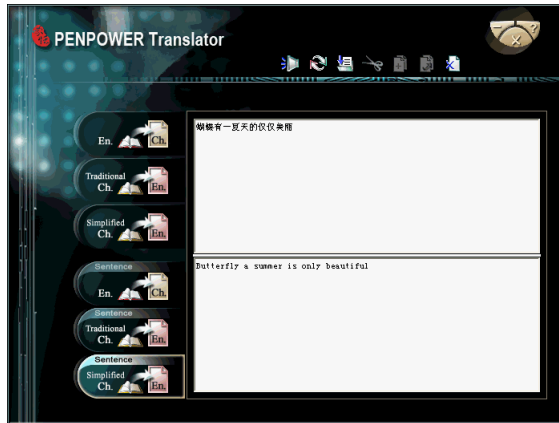 PENPOWER Translator
En. Ch.
Traditional
Ch. En.
Simplified
Ch. En.
Sentence
En. Ch.
Sentence
Traditional
Ch. En.
Sentence
Simplified
Ch. En.
蝴蝶有一夏天的仅仅美丽
Butterfly a summer is only beautiful